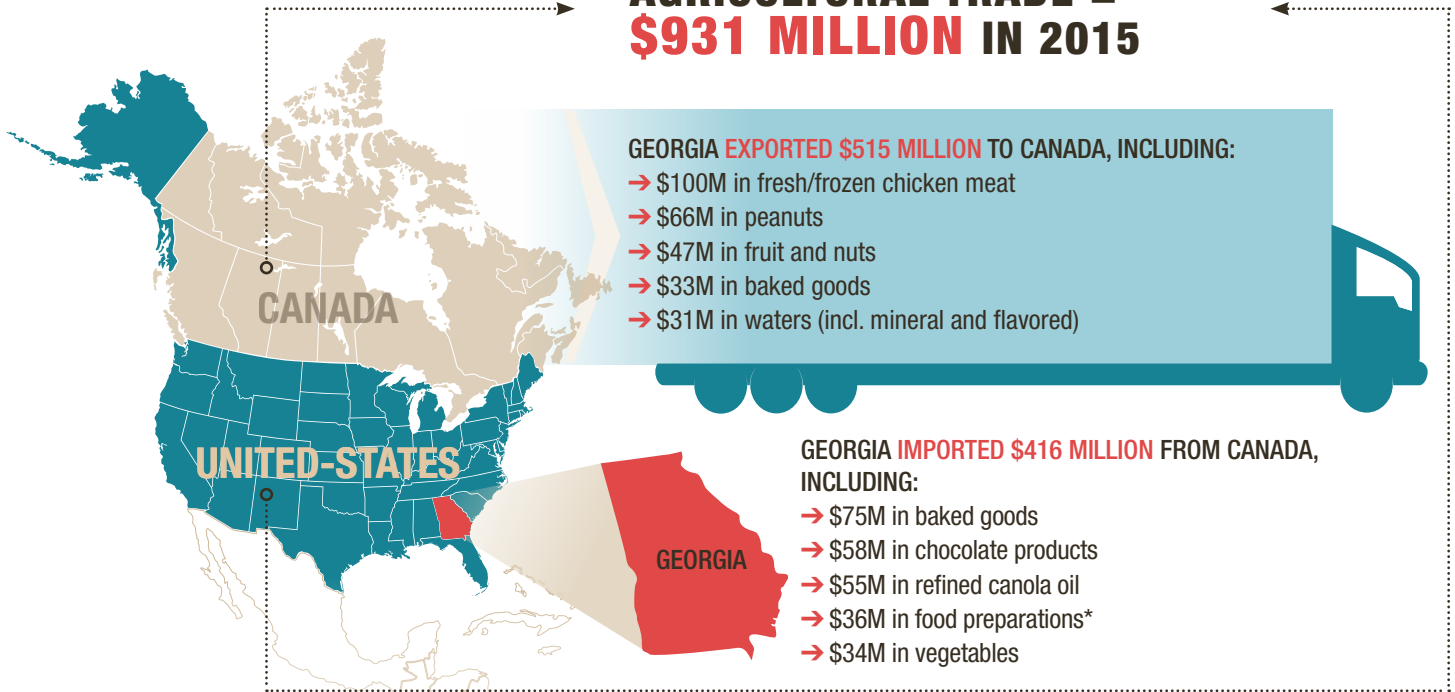 AGRICULTURAL TRADE =
$931 MILLION IN 2015
GEORGIA EXPORTED $515 MILLION TO CANADA, INCLUDING:
➔ $100M in fresh/frozen chicken meat
➔ $66M in peanuts
➔ $47M in fruit and nuts
➔ $33M in baked goods
➔ $31M in waters (incl. mineral and flavored)
CANADA
UNITED-STATES
GEORGIA
GEORGIA IMPORTED $416 MILLION FROM CANADA,
INCLUDING:
➔ $75M in baked goods
➔ $58M in chocolate products
➔ $55M in refined canola oil
➔ $36M in food preparations*
➔ $34M in vegetables